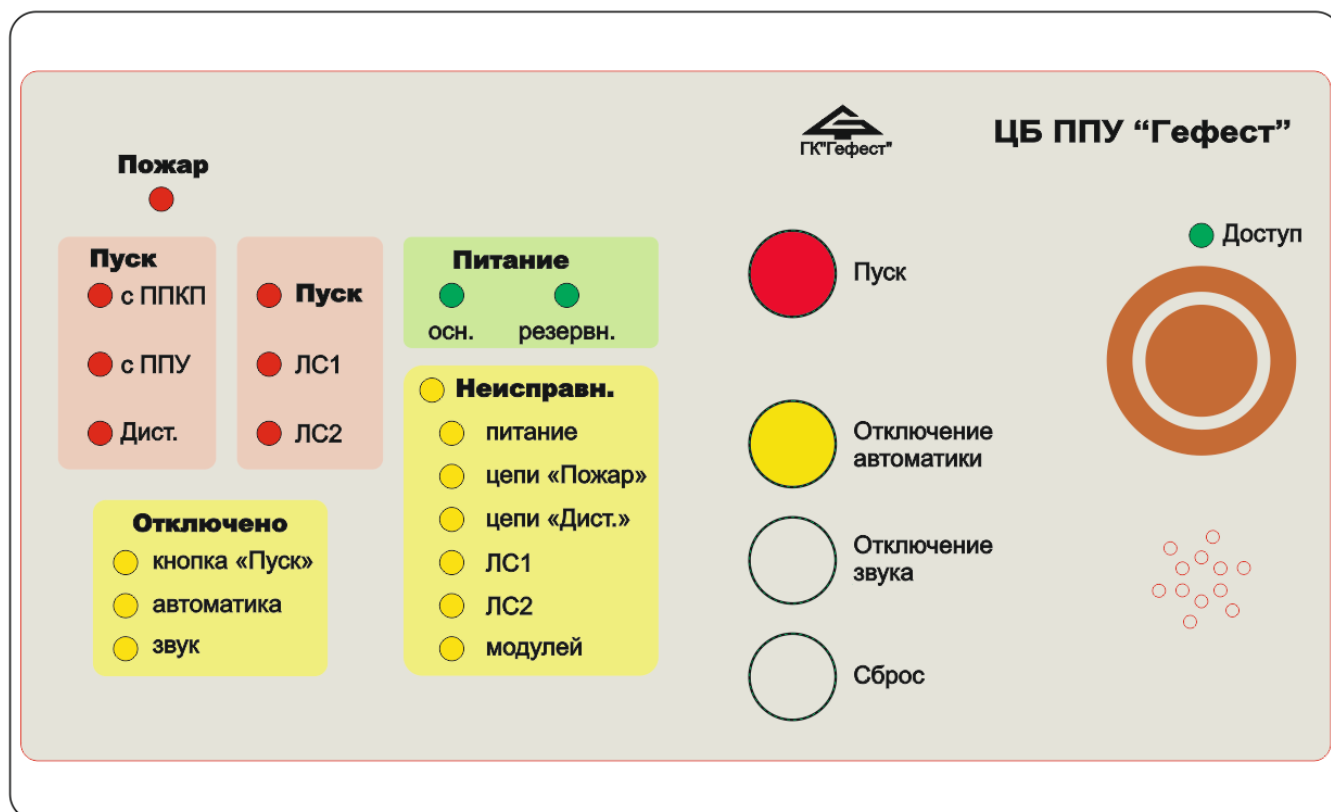 ГК"Гефест"
ЦБ ППУ “Гефест”
Пожар
Пуск
с ППКП
с ППУ
Дист.
Пуск
ЛС1
ЛС2
Питание
осн.
резервн.
Неисправн.
питание
цепи «Пожар»
цепи «Дист.»
ЛС1
ЛС2
модулей
Отключено
кнопка «Пуск»
автоматика
звук
Пуск
Отключение
автоматики
Отключение
звука
Сброс
Доступ